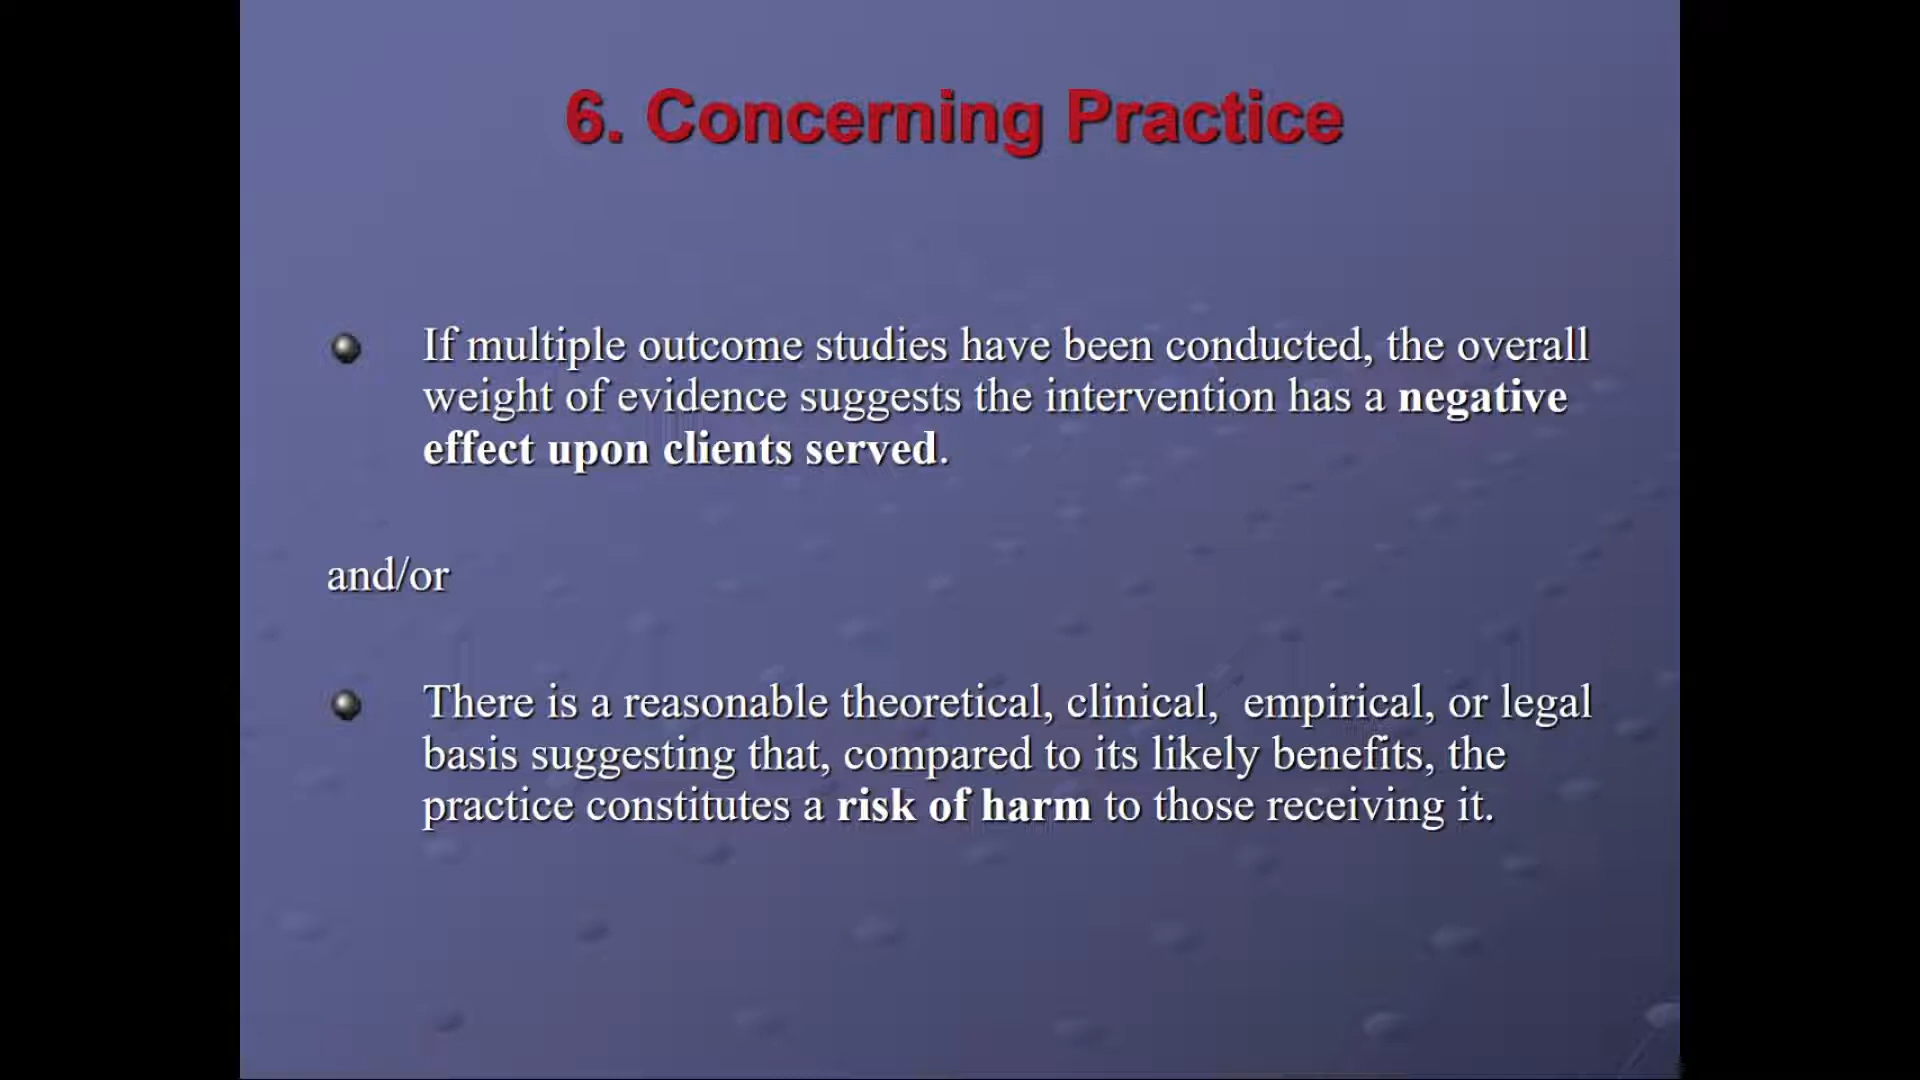 6. Concerning Practice
If multiple outcome studies have been conducted, the overall
weight of evidence suggests the intervention has a negative
effect upon clients served.
and/or
There is a reasonable theoretical, clinical,  empirical, or legal
basis suggesting that, compared to its likely benefits, the
practice constitutes a risk of harm to those receiving it.